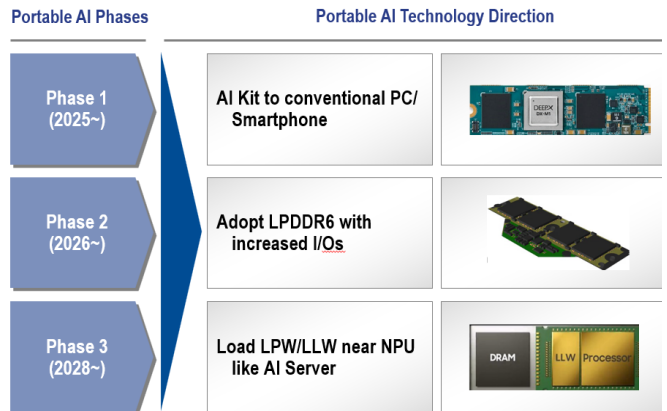 Portable AI Phases
Portable AI Technology Direction
Phase 1
(2025~)
AI Kit to conventional PC/
Smartphone
DEEPX
DX-M1
Phase 2
(2026~)
Adopt LPDDR6 with
increased I/Os
Phase 3
(2028~)
Load LPW/LLW near NPU
like AI Server
DRAM
LLW
Processor